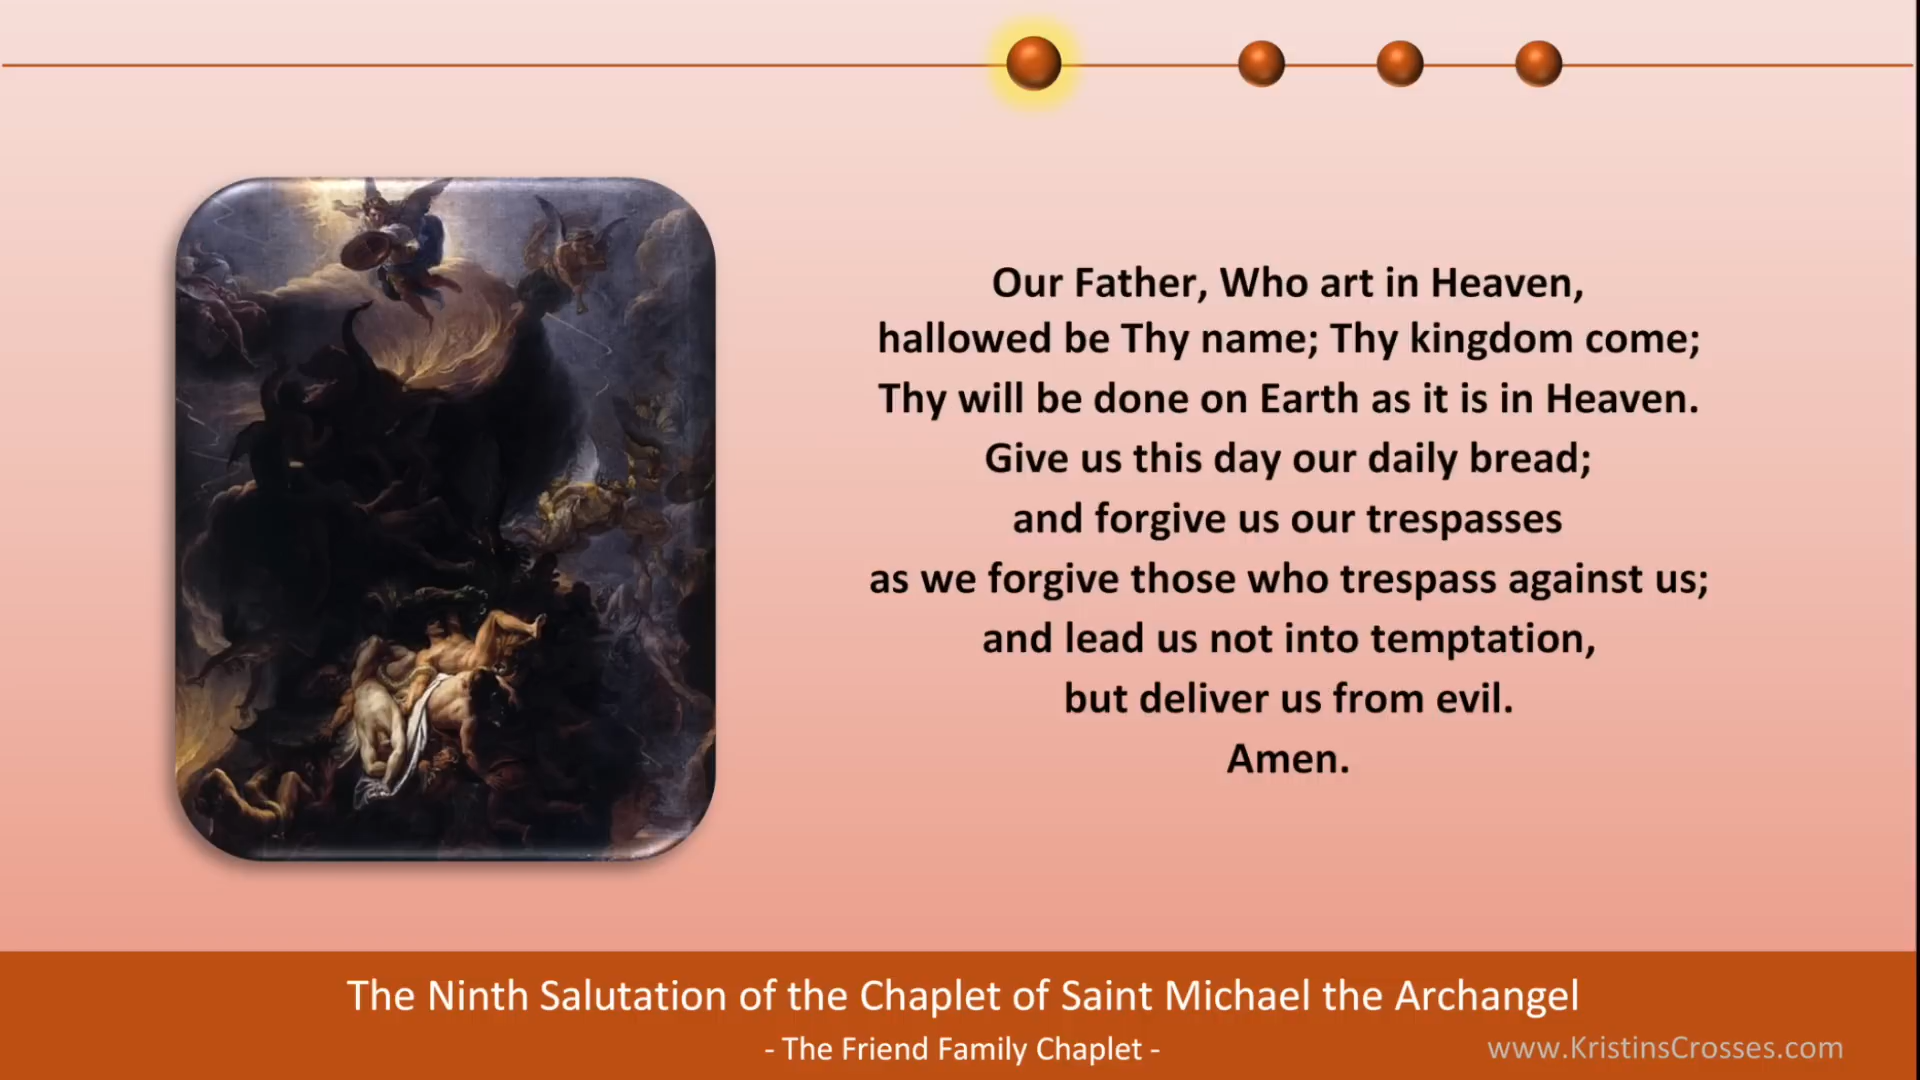 Our Father, Who art in Heaven,
hallowed be Thy name; Thy kingdom come;
Thy will be done on Earth as it is in Heaven.
Give us this day our daily bread;
and forgive us our trespasses
as we forgive those who trespass against us;
and lead us not into temptation,
but deliver us from evil.
Amen.
The Ninth Salutation of the Chaplet of Saint Michael the Archangel
- The Friend Family Chaplet -
www.KristinsCrosses.com